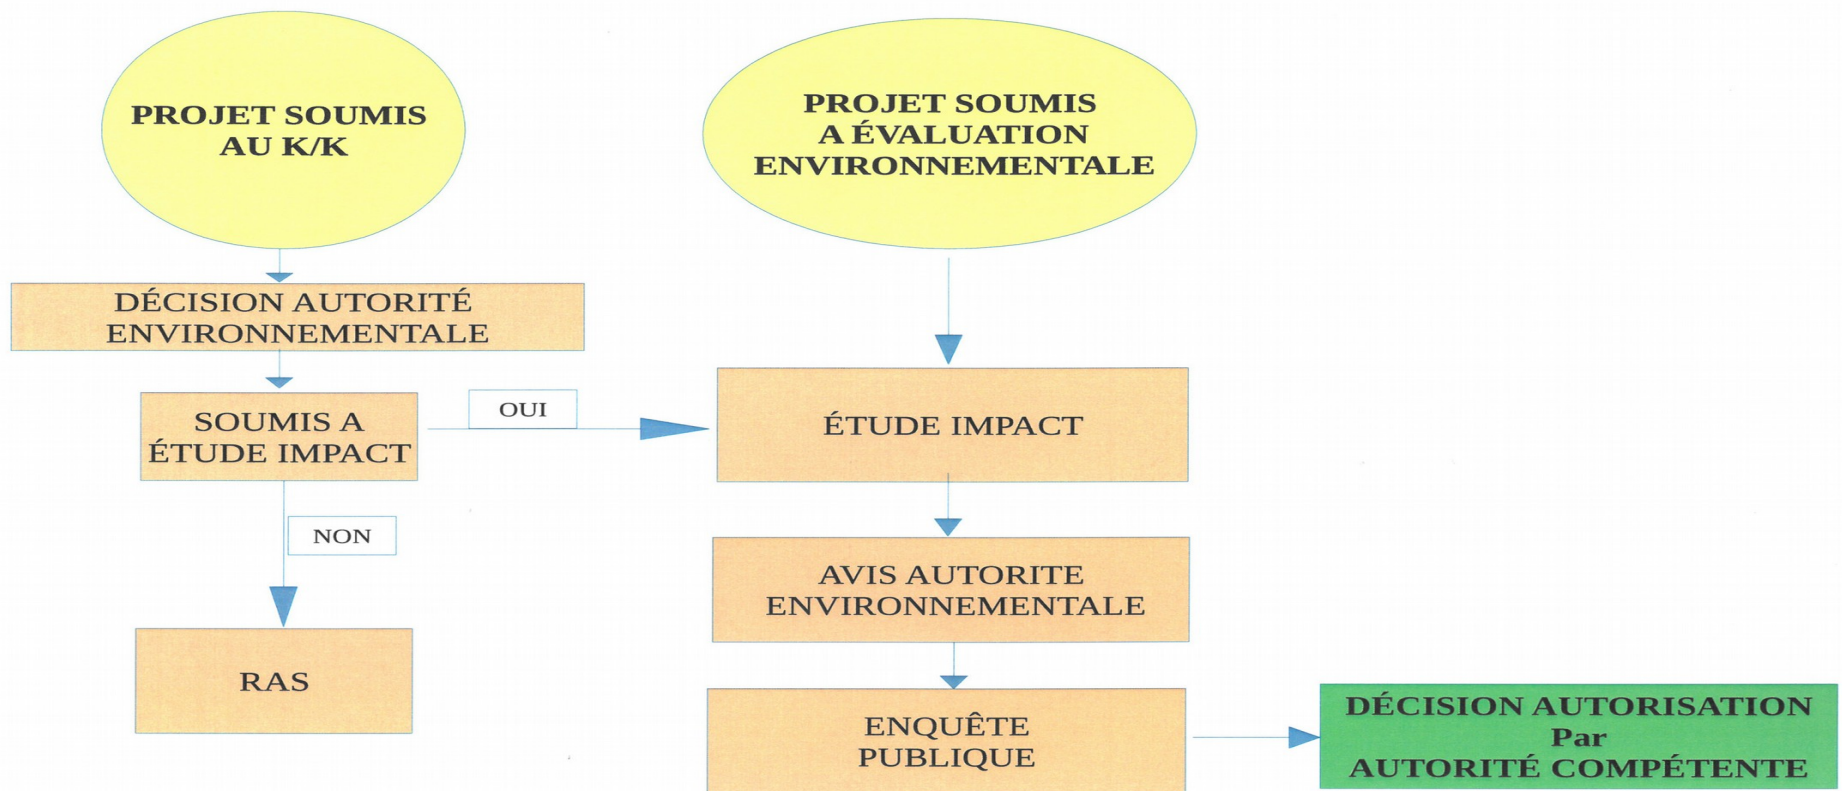 PROJET SOUMIS
AU K/K
PROJET SOUMIS
A ÉVALUATION
ENVIRONNEMENTALE
DÉCISION AUTORITÉ
ENVIRONNEMENTALE
SOUMIS A
ÉTUDE IMPACT
OUI
ÉTUDE IMPACT
NON
AVIS AUTORITE
ENVIRONNEMENTALE
RAS
ENQUÊTE
PUBLIQUE
DÉCISION AUTORISATION
Par
AUTORITÉ COMPÉTENTE